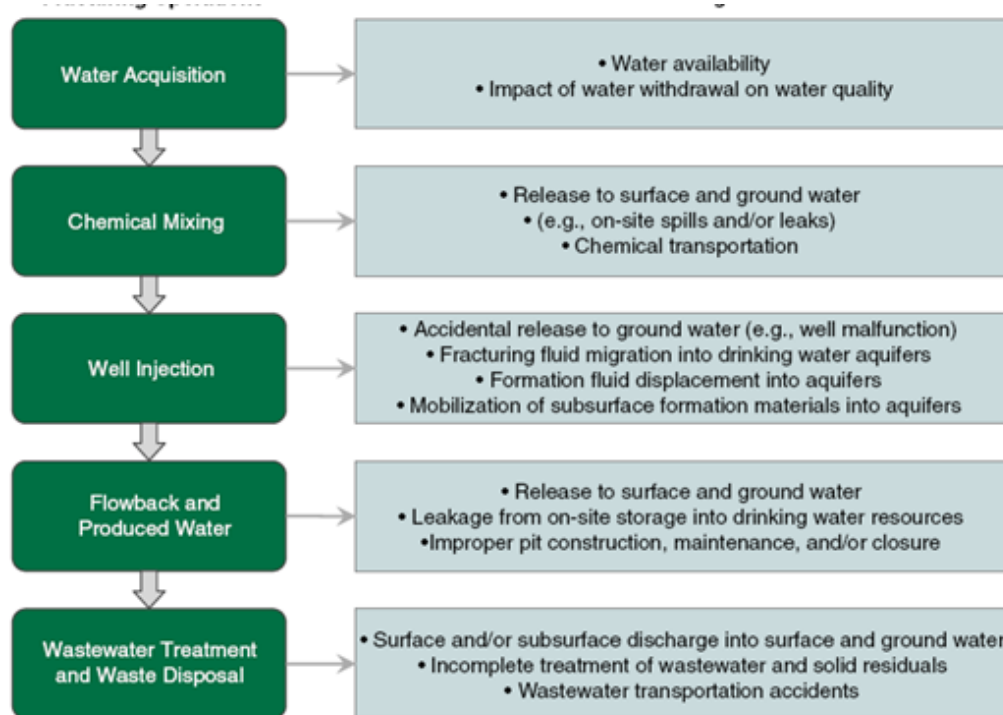 Water Acquisition
• Water availability
• Impact of water withdrawal on water quality
Chemical Mixing
• Release to surface and ground water
• (e.g., on-site spills and/or leaks)
• Chemical transportation
Well Injection
• Accidental release to ground water (e.g., well malfunction)
• Fracturing fluid migration into drinking water aquifers
• Formation fluid displacement into aquifers
• Mobilization of subsurface formation materials into aquifers
Flowback and
Produced Water
• Release to surface and ground water
• Leakage from on-site storage into drinking water resources
•Improper pit construction, maintenance, and/or closure
Wastewater Treatment
and Waste Disposal
• Surface and/or subsurface discharge into surface and ground water
• Incomplete treatment of wastewater and solid residuals
• Wastewater transportation accidents